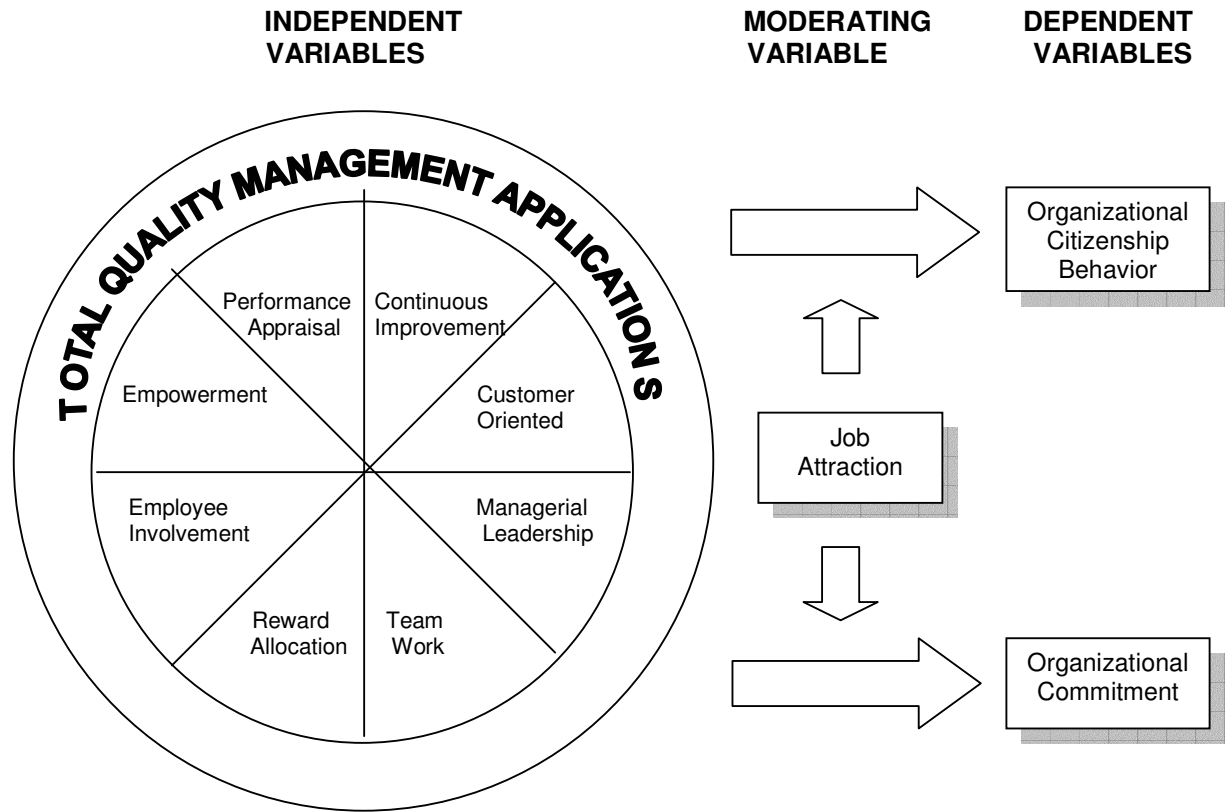 INDEPENDENT
VARIABLES
MODERATING
VARIABLE
DEPENDENT
VARIABLES
TOTAL QUALITY MANAGEMENT APPLICATIONS
Performance
Appraisal
Continuous
Improvement
Empowerment
Customer
Oriented
Employee
Involvement
Managerial
Leadership
Reward
Allocation
Team
Work
Job
Attraction
Organizational
Citizenship
Behavior
Organizational
Commitment